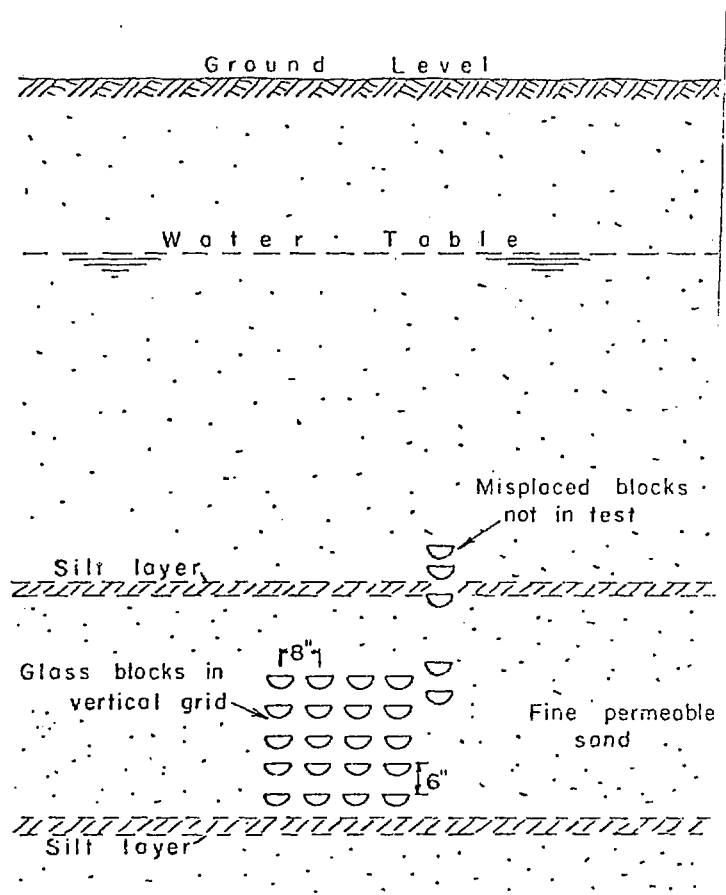 Ground Level
Water Table
Misplaced blocks
not in test
Silt layer
8"
Glass blocks in
vertical grid
Fine permeable
sand
6"
Silt layer